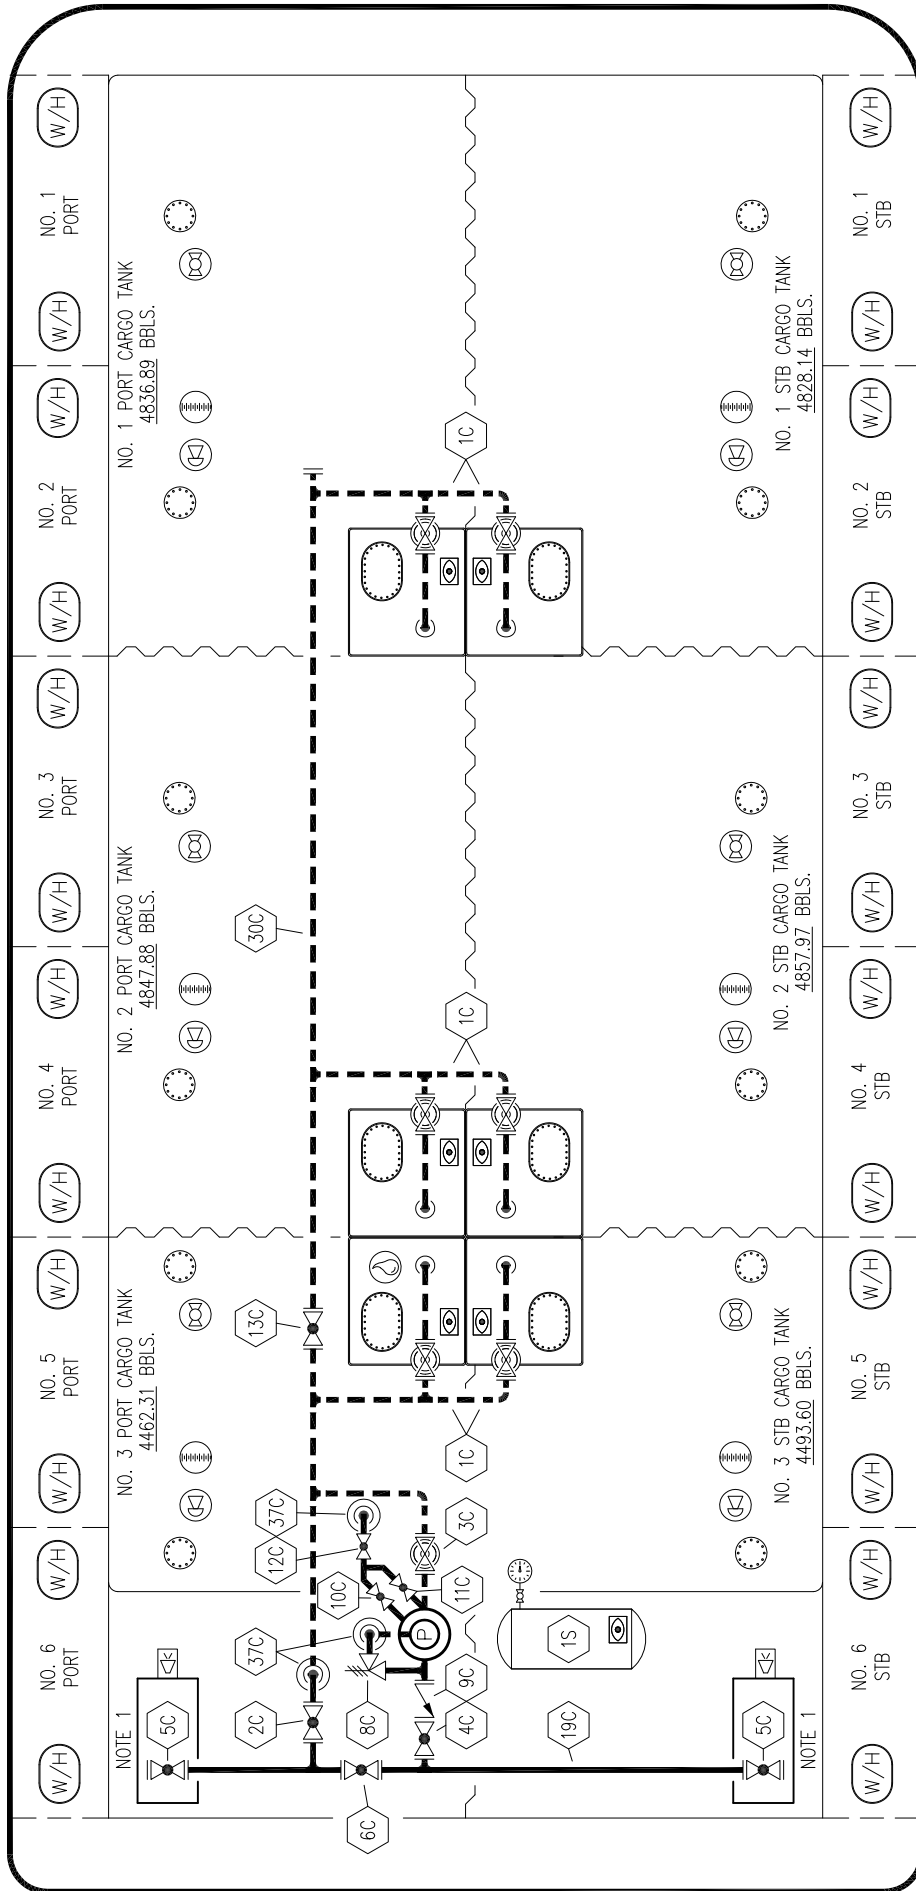 W/H
NO. 1
PORT
W/H
NO. 1 PORT CARGO TANK
4836.89 BBLS.
W/H
NO. 1
STB
W/H
NO. 1 STB CARGO TANK
4828.14 BBLS.
W/H
NO. 2
PORT
W/H
1C
W/H
NO. 2
STB
W/H
W/H
NO. 3
PORT
W/H
NO. 2 PORT CARGO TANK
4847.88 BBLS.
30C
W/H
NO. 3
STB
W/H
NO. 2 STB CARGO TANK
4857.97 BBLS.
W/H
NO. 4
PORT
W/H
1C
W/H
NO. 4
STB
W/H
W/H
NO. 5
PORT
W/H
NO. 3 PORT CARGO TANK
4462.31 BBLS.
13C
1C
W/H
NO. 5
STB
W/H
NO. 3 STB CARGO TANK
4493.60 BBLS.
W/H
NO. 6
PORT
W/H
37C
12C
3C
10C
11C
P
37C
1S
2C
8C
9C
4C
19C
6C
NOTE 1
5C
5C
NOTE 1
W/H
NO. 6
STB
W/H